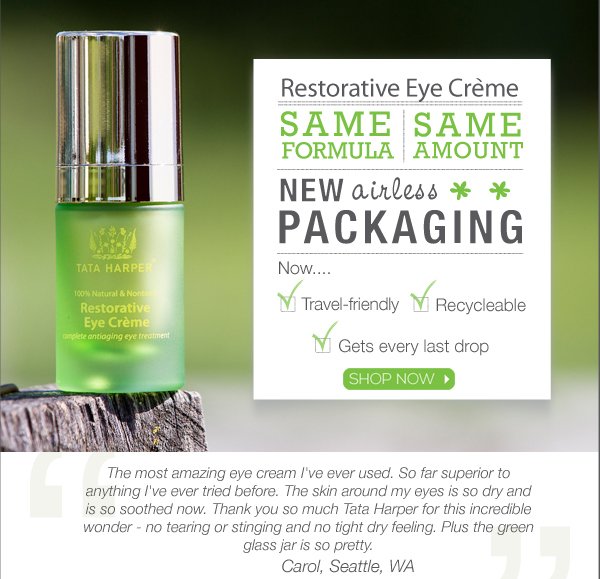 TATA HARPER
100% Natural &
Restorative
Eye Crème
complete antiaging eye treatment
Restorative Eye Crème
SAME FORMULA
SAME AMOUNT
NEW airless
PACKAGING
Now....
Travel-friendly
Recycleable
Gets every last drop
SHOP NOW
The most amazing eye cream I've ever used. So far superior to
anything I've ever tried before. The skin around my eyes is so dry and
is so soothed now. Thank you so much Tata Harper for this incredible
wonder - no tearing or stinging and no tight dry feeling. Plus the green
glass jar is so pretty.
Carol, Seattle, WA